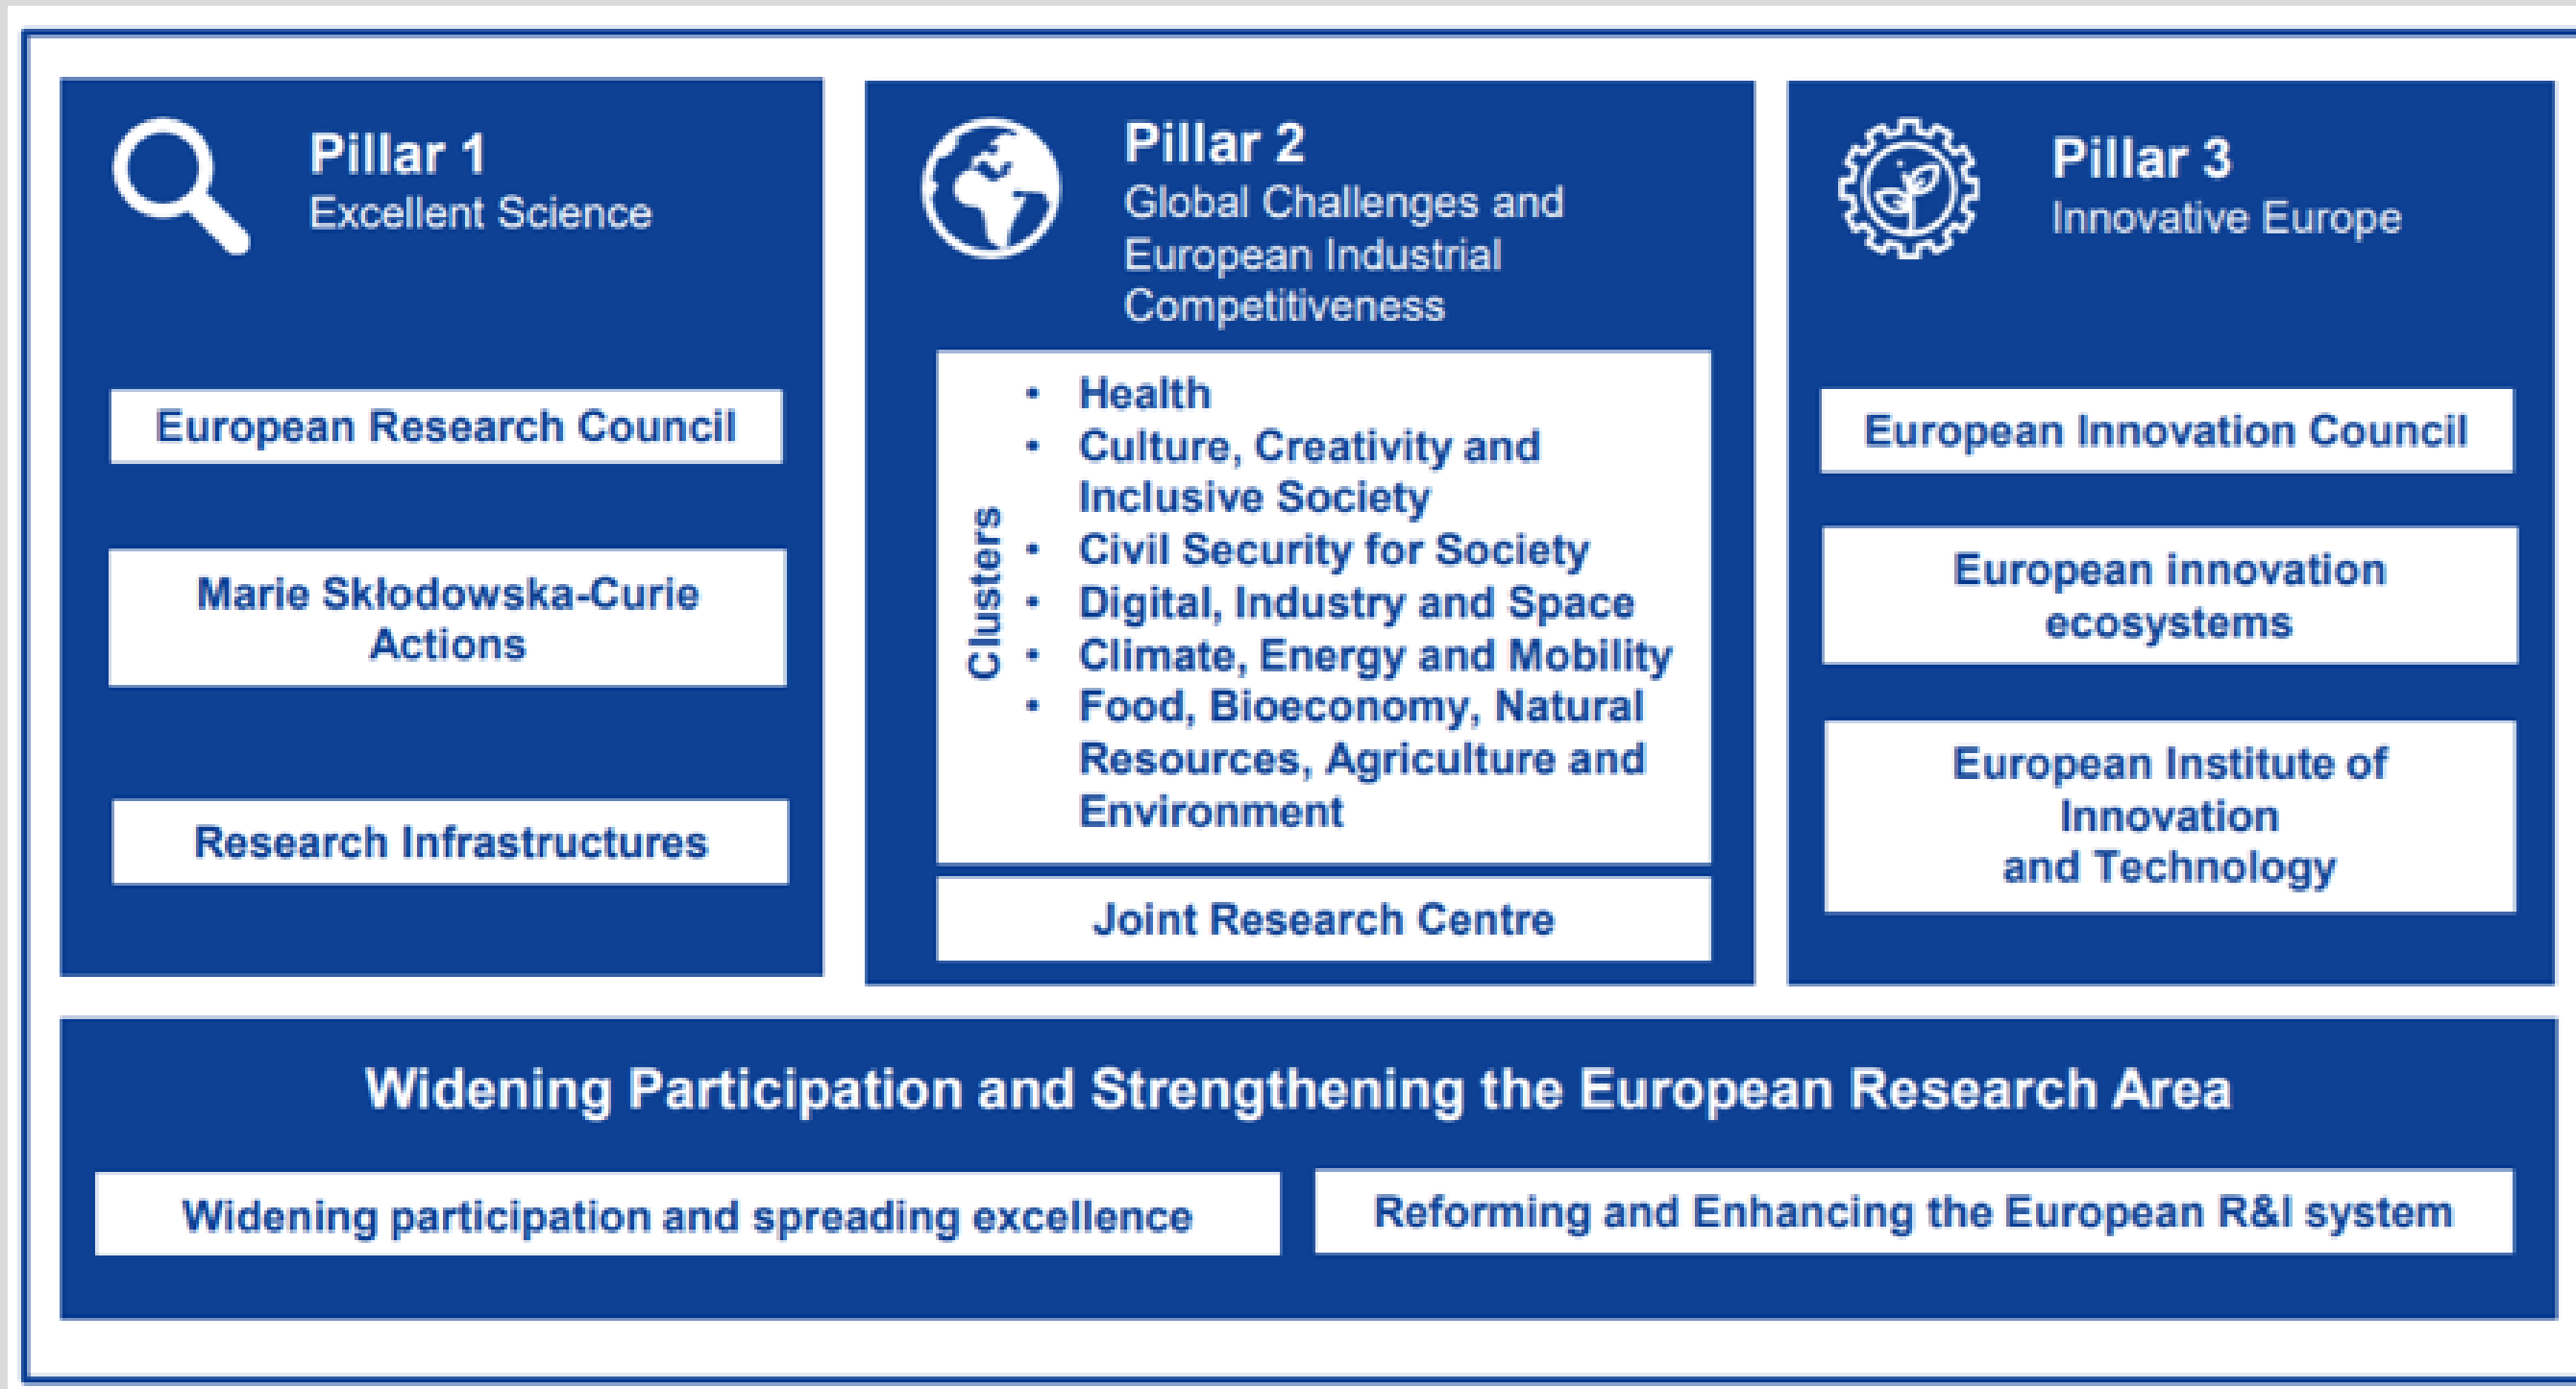 Pillar 1
Excellent Science
European Research Council
Marie Skłodowska-Curie
Actions
Research Infrastructures
Pillar 2
Global Challenges and
European Industrial
Competitiveness
Clusters
• Health
• Culture, Creativity and
Inclusive Society
• Civil Security for Society
• Digital, Industry and Space
• Climate, Energy and Mobility
• Food, Bioeconomy, Natural
Resources, Agriculture and
Environment
Joint Research Centre
Pillar 3
Innovative Europe
European Innovation Council
European innovation
ecosystems
European Institute of
Innovation
and Technology
Widening Participation and Strengthening the European Research Area
Widening participation and spreading excellence
Reforming and Enhancing the European R&I system